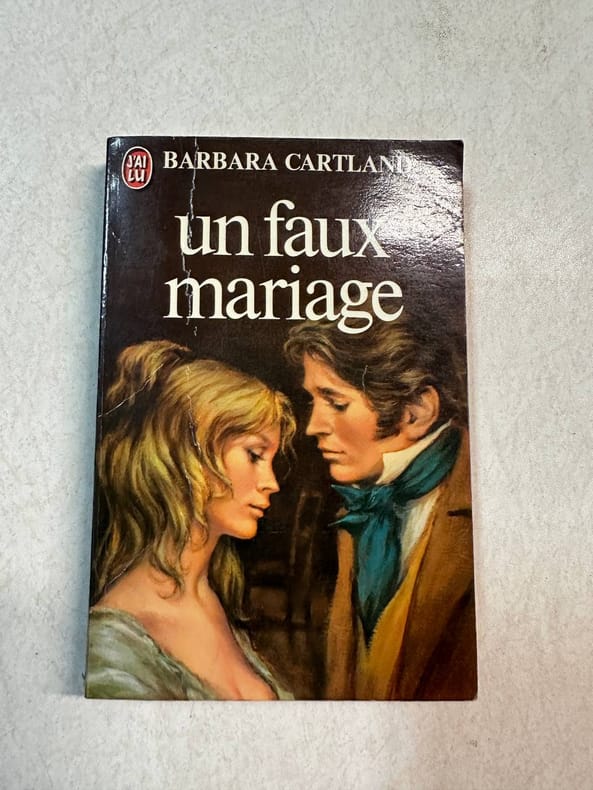 J'AI
LU
BARBARA CARTLAND
un faux
mariage